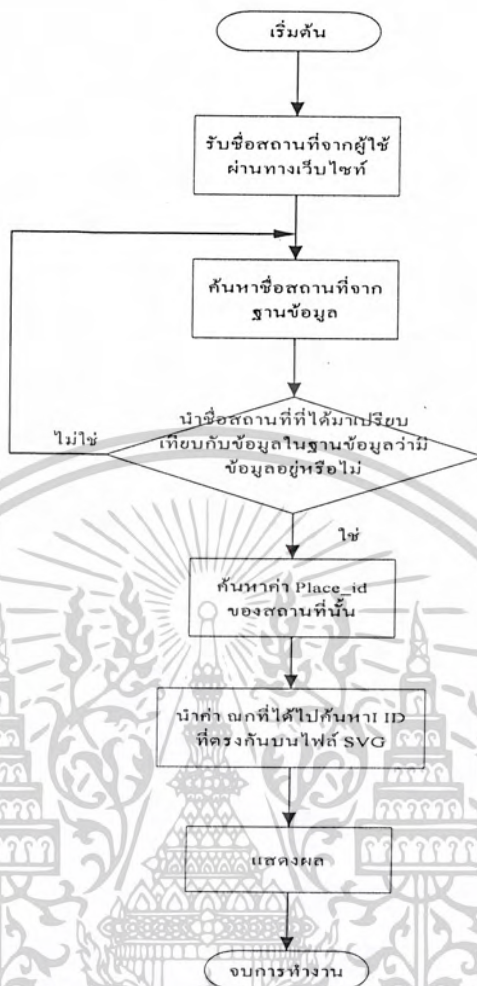 เริ่มต้น
รับชื่อสถานที่จากผู้ใช้
ผ่านทางเว็บไซท์
ค้นหาชื่อสถานที่จาก
ฐานข้อมูล
นำชื่อสถานที่ที่ได้มาเปรียบ
เทียบกับข้อมูลในฐานข้อมูลว่ามี
ข้อมูลอยู่หรือไม่
ไม่ใช่
ใช่
ค้นหาค่า Place_id
ของสถานที่นั้น
นำค่า ณกที่ได้ไปค้นหาI ID
ที่ตรงกันบนไฟล์ SVG
แสดงผล
จบการทำงาน